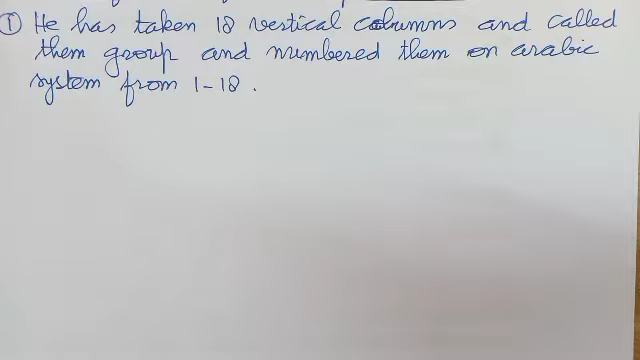 ① He has taken 18 vertical columns and called
them group and numbered them on arabic
system from 1-18.